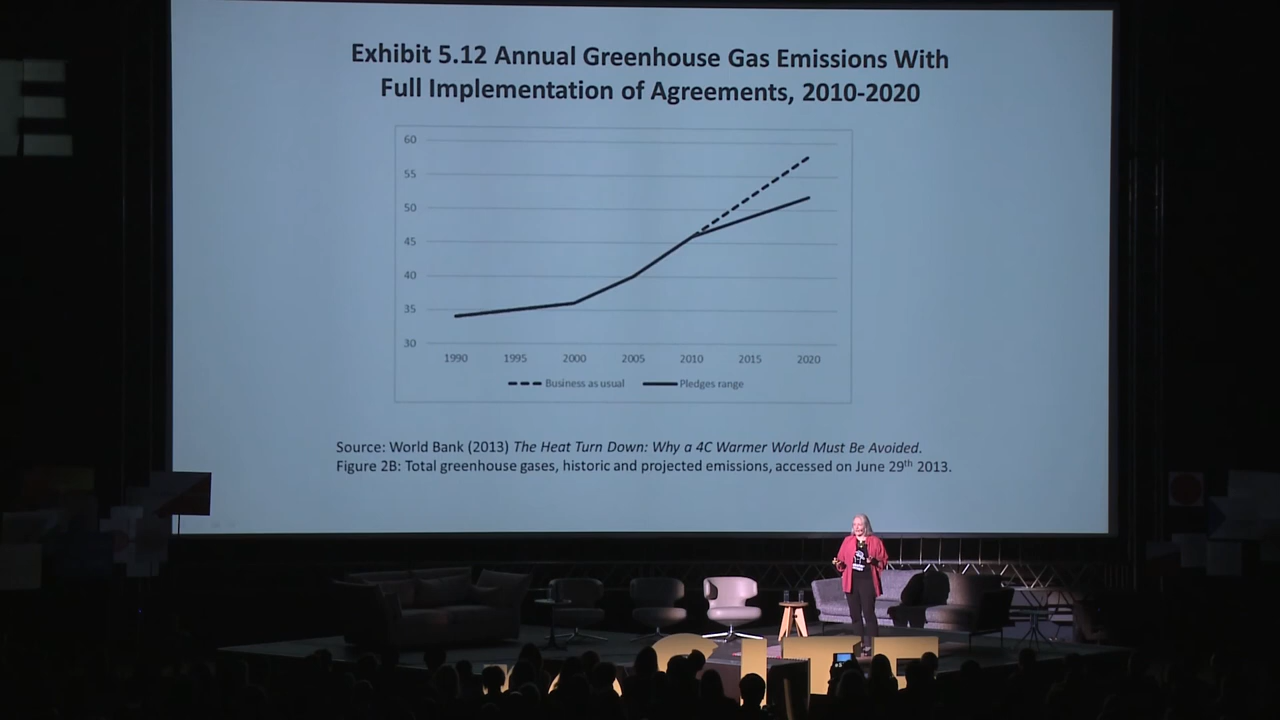 Exhibit 5.12 Annual Greenhouse Gas Emissions With
Full Implementation of Agreements, 2010-2020
60
55
50
45
40
35
30
1990 1995 2000 2005 2010 2015 2020
Business as usual Pledges range
Source: World Bank (2013) The Heat Turn Down: Why a 4C Warmer World Must Be Avoided.
Figure 2B: Total greenhouse gases, historic and projected emissions, accessed on June 29th 2013.